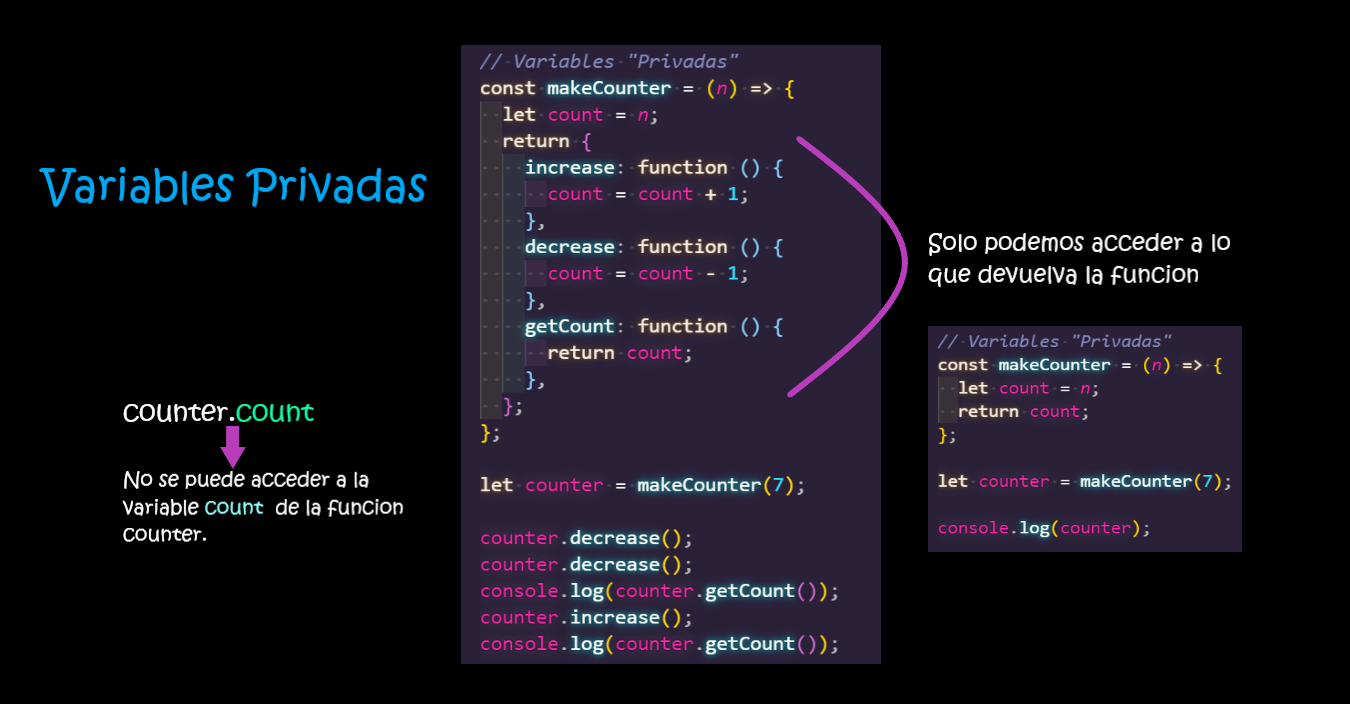 Variables Privadas
counter.count
No se puede acceder a la
variable count de la funcion
counter.
// Variables "Privadas"
const makeCounter = (n) => {
  let count = n;
  return {
    increase: function () {
      count = count + 1;
    },
    decrease: function () {
      count = count - 1;
    },
    getCount: function () {
      return count;
    },
  };
};
let counter = makeCounter(7);
counter.decrease();
counter.decrease();
console.log(counter.getCount());
counter.increase();
console.log(counter.getCount());
Solo podemos acceder a lo
que devuelva la funcion
// Variables "Privadas"
const makeCounter = (n) => {
  let count = n;
  return count;
};
let counter = makeCounter(7);
console.log(counter);